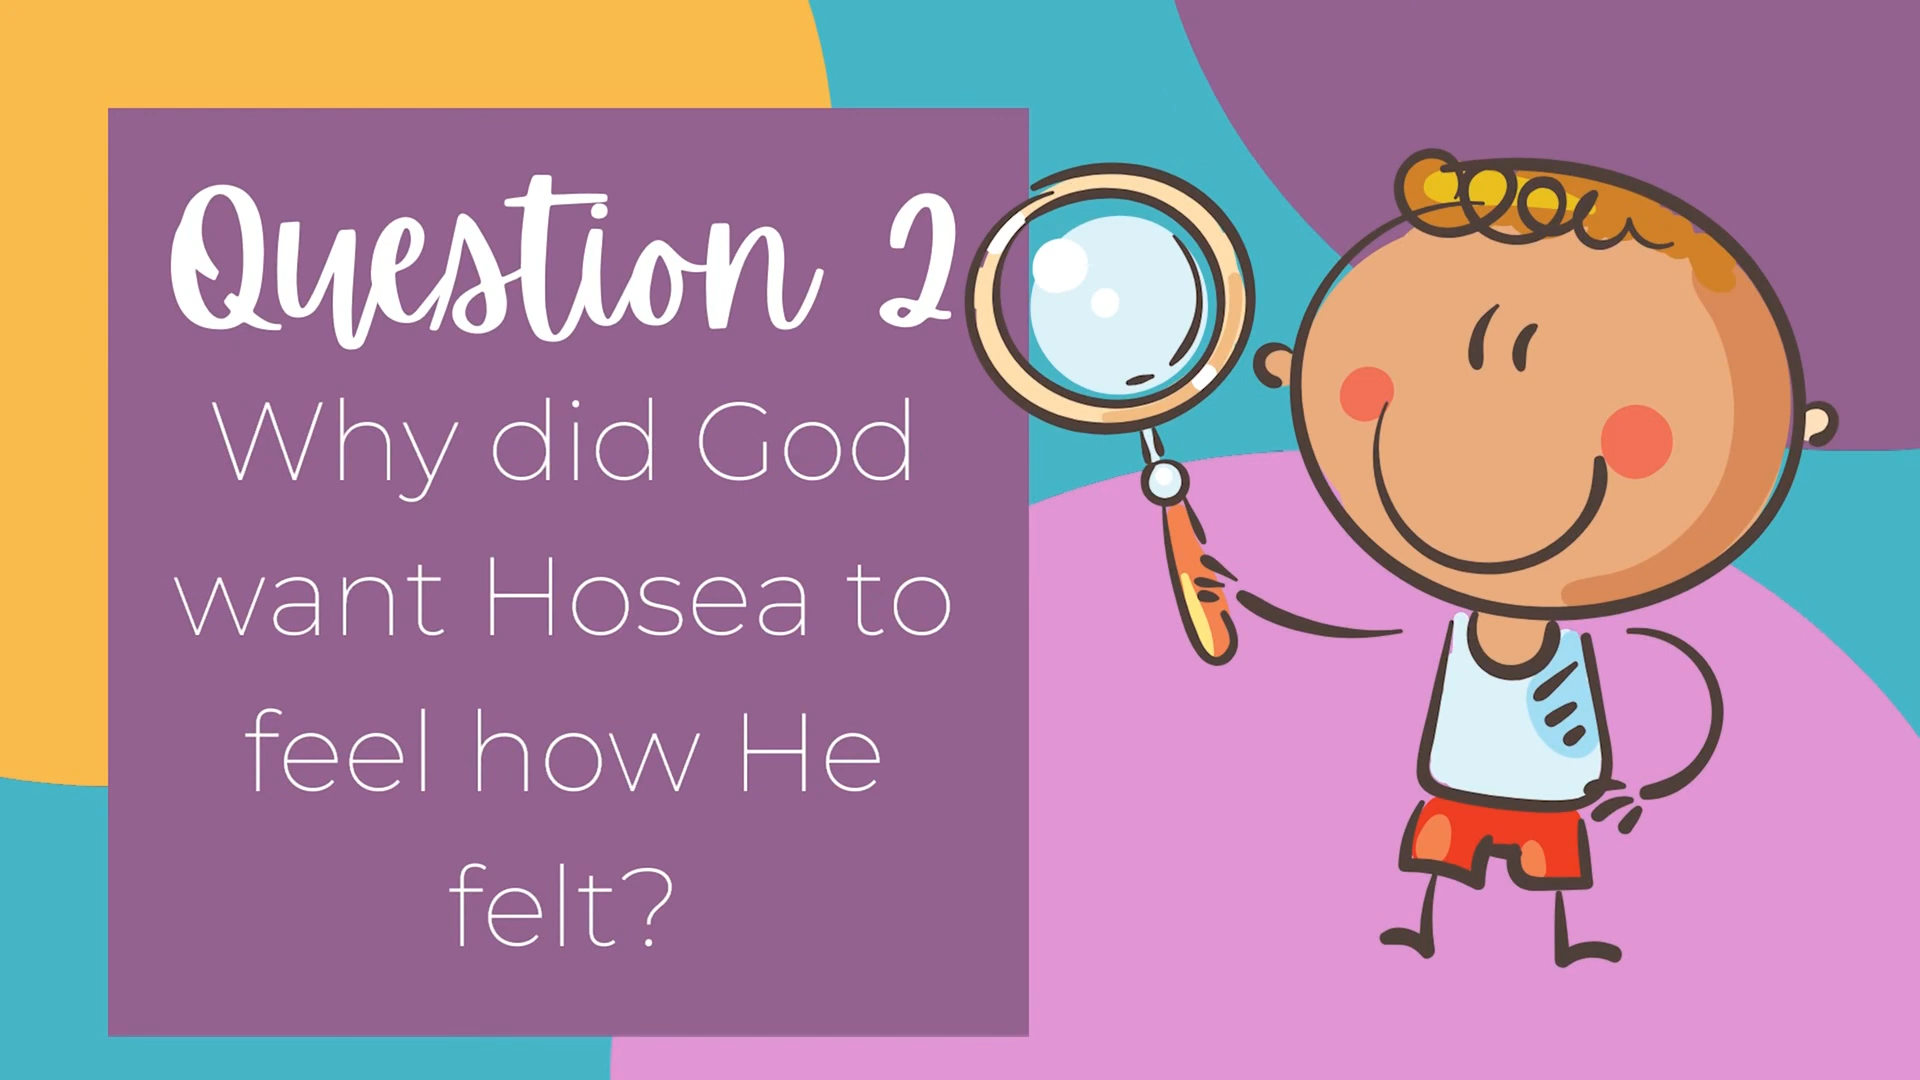 Question 2
Why did God
want Hosea to
feel how He
felt?